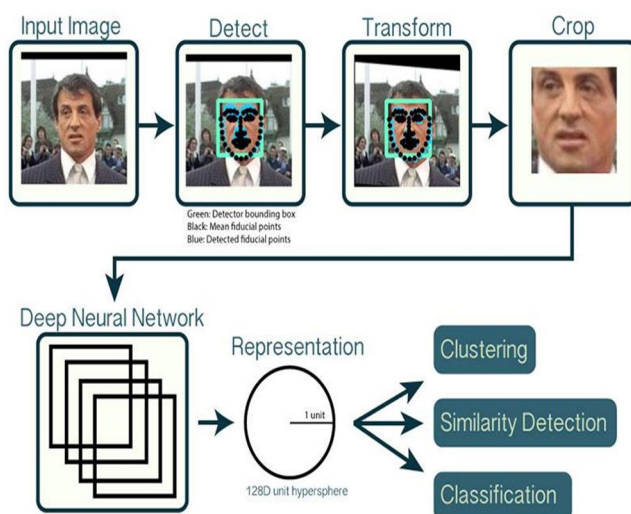 Input Image
Detect
Transform
Crop
Green: Detector bounding box
Black: Mean fiducial points
Blue: Detected fiducial points
Deep Neural Network
Representation
1 unit
128D unit hypersphere
Clustering
Similarity Detection
Classification